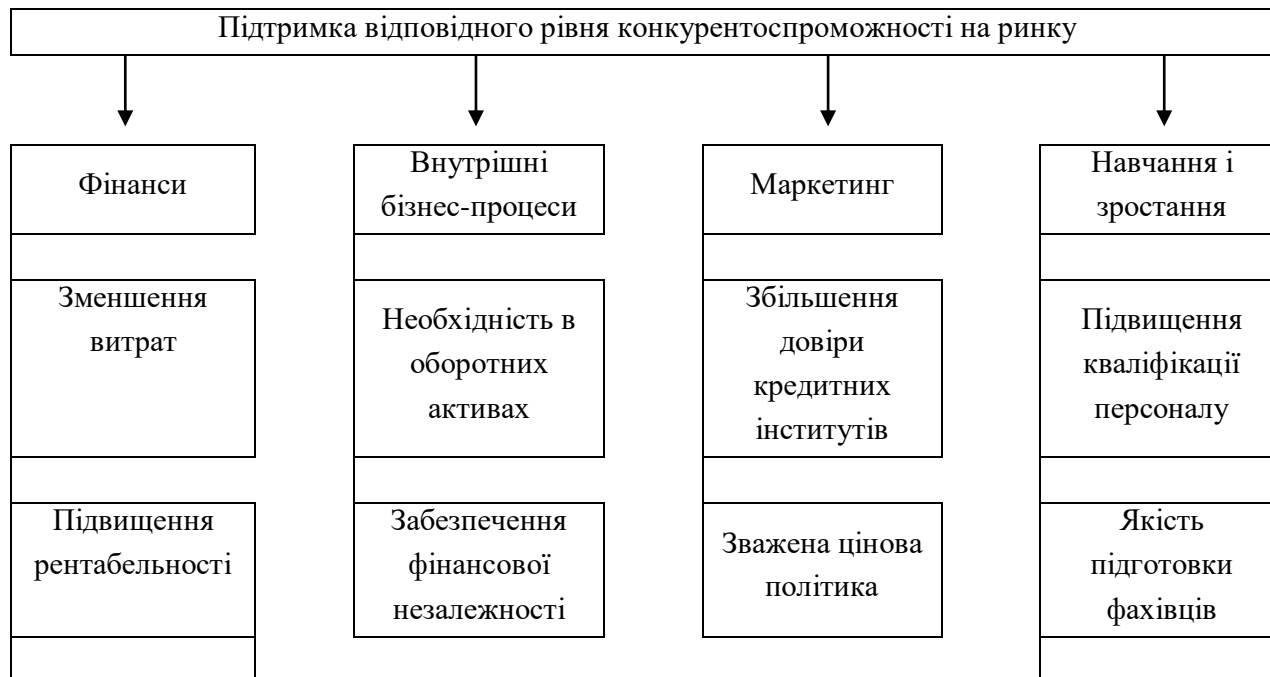 Підтримка відповідного рівня конкурентоспроможності на ринку
Фінанси
Внутрішні
бізнес-процеси
Маркетинг
Навчання і
зростання
Зменшення
витрат
Необхідність в
оборотних
активах
Збільшення
довіри
кредитних
інститутів
Підвищення
кваліфікації
персоналу
Підвищення
рентабельності
Забезпечення
фінансової
незалежності
Зважена цінова
політика
Якість
підготовки
фахівців